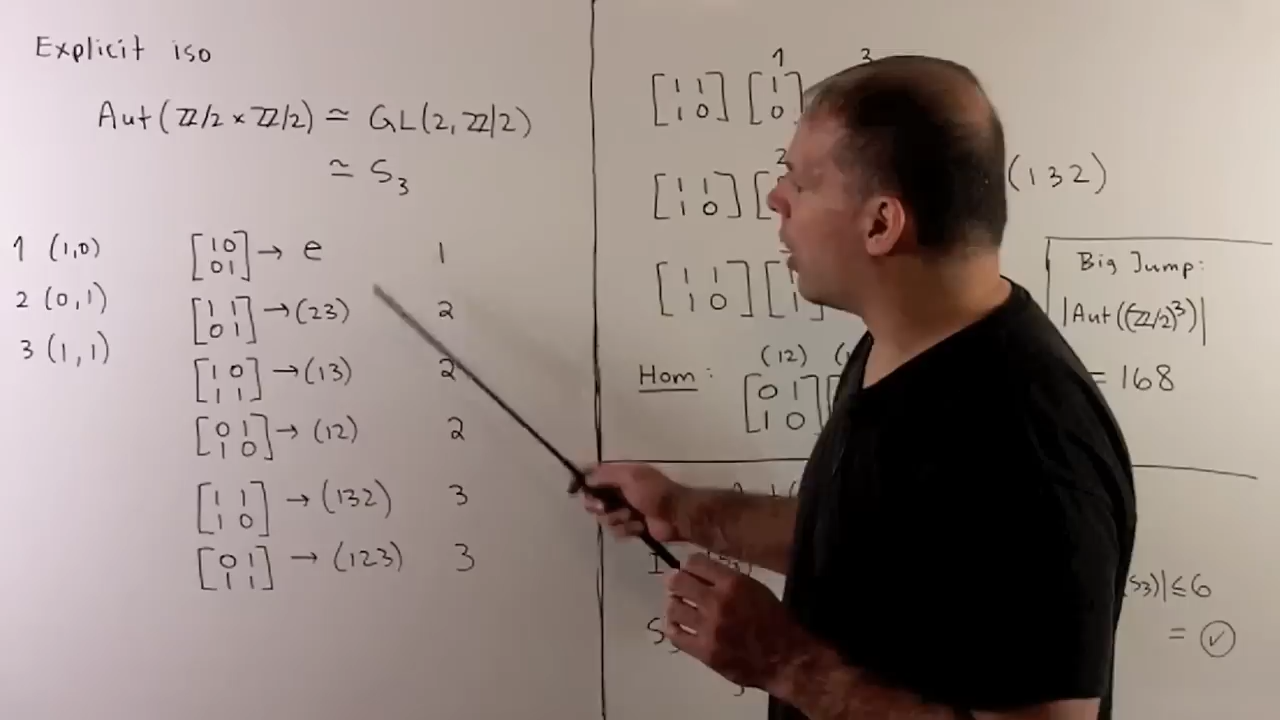 Explicit iso
Aut(ℤ/2 × ℤ/2) ≃ GL(2, ℤ/2)
≃ S₃
1 (1,0)
2 (0,1)
3 (1,1)
[1 0
0 1] → e 1
[1 1
0 1] → (23) 2
[1 0
1 1] → (13) 2
[0 1
1 0] → (12) 2
[1 1
1 0] → (132) 3
[0 1
1 1] → (123) 3
1 3
[1 1
1 0] [1
0]
2
[1 1
1 0] [
(132)
[1 1
1 0] [
Hom: (12)
[0 1
1 0]
Big Jump:
|Aut((ℤ/2)³)|
= 168
S₃)| ≤ 6
= ✓